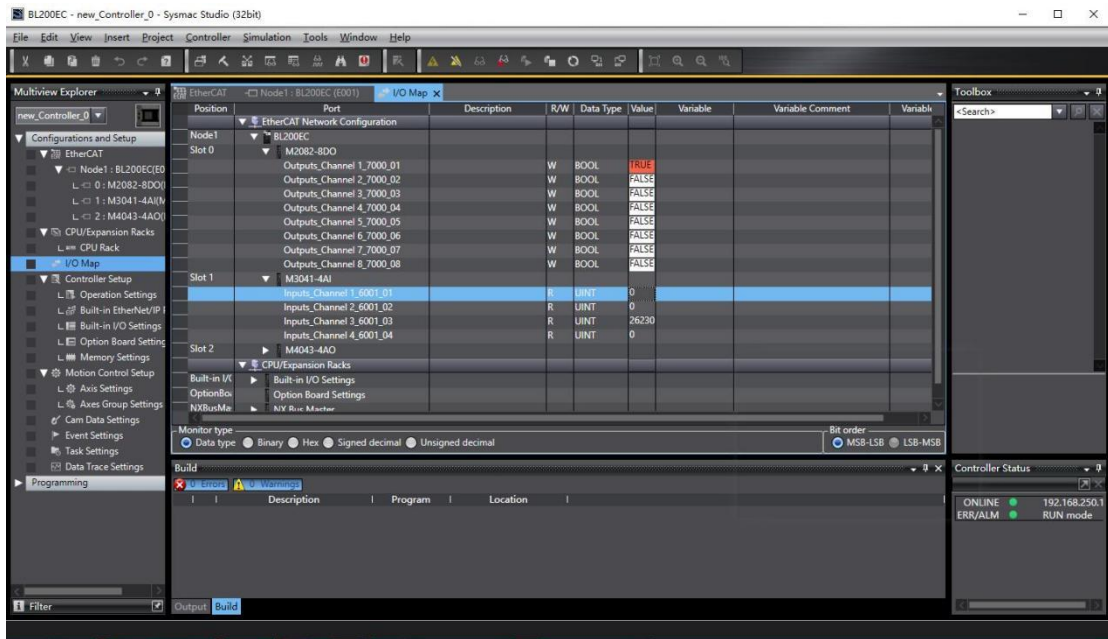 BL200EC - new_Controller_0 - Sysmac Studio (32bit)
File Edit View Insert Project Controller Simulation Tools Window Help
Multiview Explorer
new_Controller_0
Configurations and Setup
EtherCAT
Node1 : BL200EC(E0
0 : M2082-8DO(
1 : M3041-4AI(M
2 : M4043-4AO(
CPU/Expansion Racks
CPU Rack
I/O Map
Controller Setup
Operation Settings
Built-in EtherNet/IP
Built-in I/O Settings
Option Board Setting
Memory Settings
Motion Control Setup
Axis Settings
Axes Group Settings
Cam Data Settings
Event Settings
Task Settings
Data Trace Settings
Programming
Filter
EtherCAT Node1 : BL200EC (E001) I/O Map
Position Port Description R/W Data Type Value Variable Variable Comment Variable
EtherCAT Network Configuration
Node1 BL200EC
Slot 0 M2082-8DO
Outputs_Channel 1_7000_01 W BOOL TRUE
Outputs_Channel 2_7000_02 W BOOL FALSE
Outputs_Channel 3_7000_03 W BOOL FALSE
Outputs_Channel 4_7000_04 W BOOL FALSE
Outputs_Channel 5_7000_05 W BOOL FALSE
Outputs_Channel 6_7000_06 W BOOL FALSE
Outputs_Channel 7_7000_07 W BOOL FALSE
Outputs_Channel 8_7000_08 W BOOL FALSE
Slot 1 M3041-4AI
Inputs_Channel 1_6001_01 R UINT 0
Inputs_Channel 2_6001_02 R UINT 0
Inputs_Channel 3_6001_03 R UINT 26230
Inputs_Channel 4_6001_04 R UINT 0
Slot 2 M4043-4AO
CPU/Expansion Racks
Built-in I/O Built-in I/O Settings
OptionBo Option Board Settings
NXBusMa NX Bus Master
Monitor type
Data type Binary Hex Signed decimal Unsigned decimal
Bit order
MSB-LSB LSB-MSB
Build
0 Errors 0 Warnings
Description Program Location
Output Build
Toolbox
<Search>
Controller Status
ONLINE 192.168.250.1
ERR/ALM RUN mode